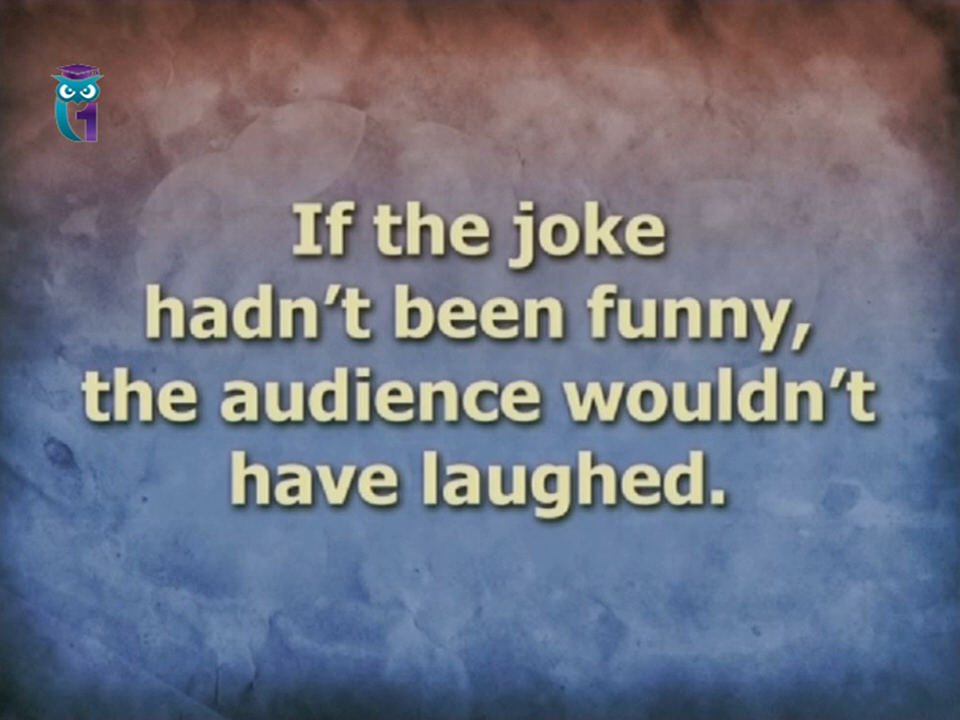 If the joke
hadn’t been funny,
the audience wouldn’t
have laughed.